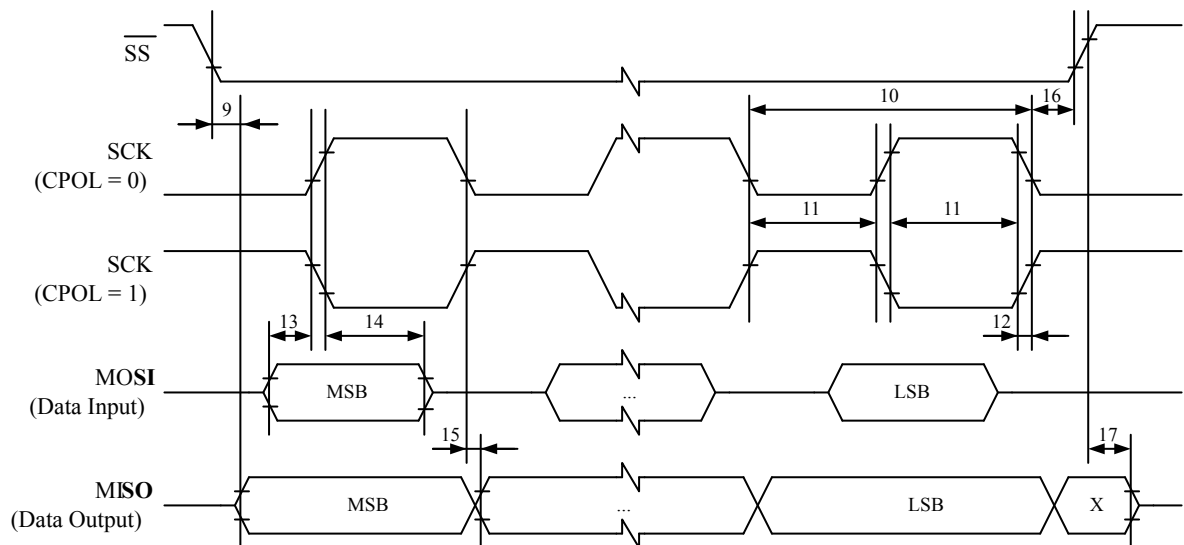 SS
9
10
16
SCK
(CPOL = 0)
11
11
SCK
(CPOL = 1)
13
14
12
MOSI
(Data Input)
MSB
...
LSB
15
17
MISO
(Data Output)
MSB
...
LSB
X